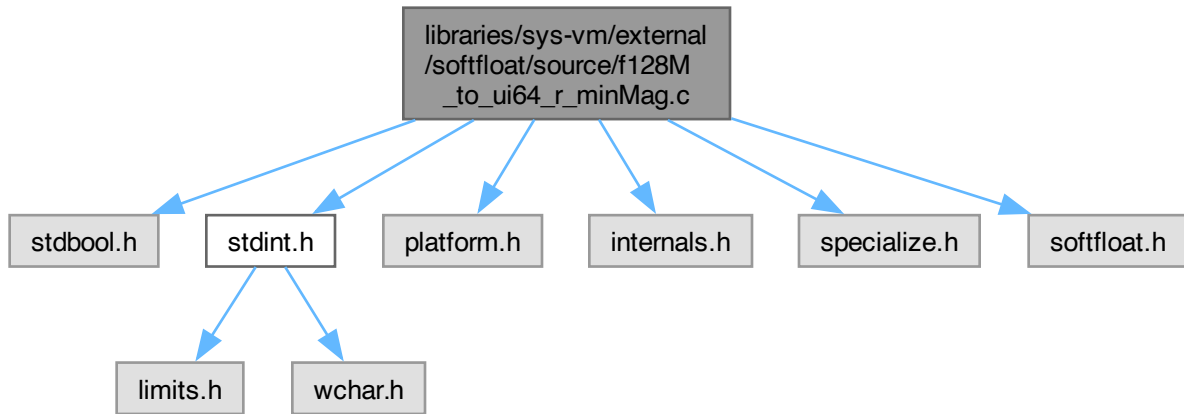 libraries/sys-vm/external
/softfloat/source/f128M
_to_ui64_r_minMag.c
stdbool.h
stdint.h
platform.h
internals.h
specialize.h
softfloat.h
limits.h
wchar.h